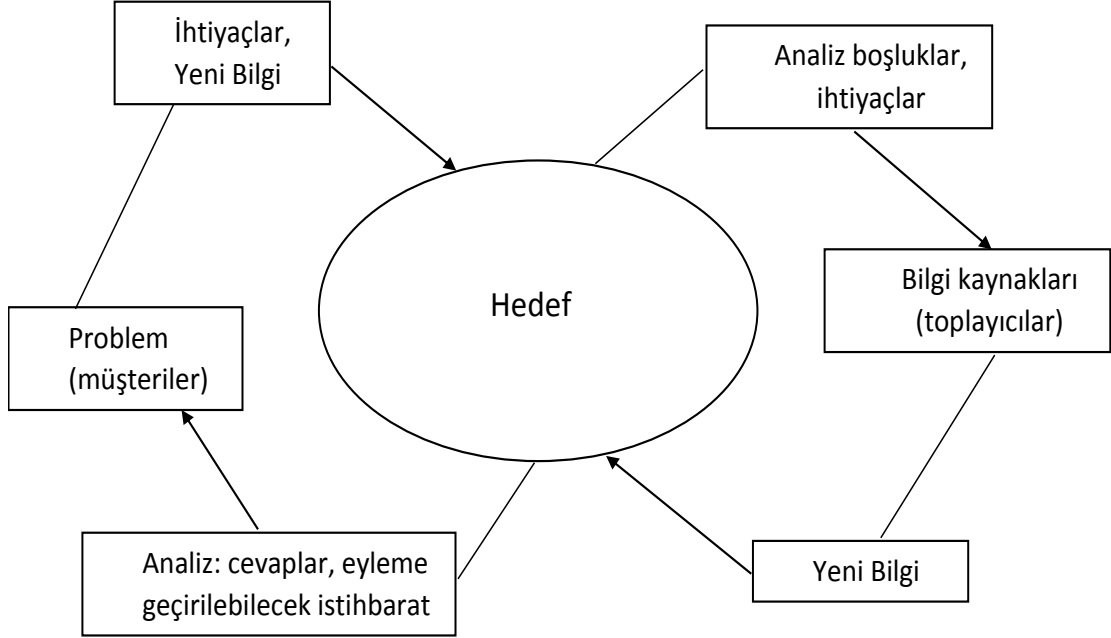 İhtiyaçlar,
Yeni Bilgi
Analiz boşluklar,
ihtiyaçlar
Hedef
Bilgi kaynakları
(toplayıcılar)
Problem
(müşteriler)
Analiz: cevaplar, eyleme
geçirilebilecek istihbarat
Yeni Bilgi